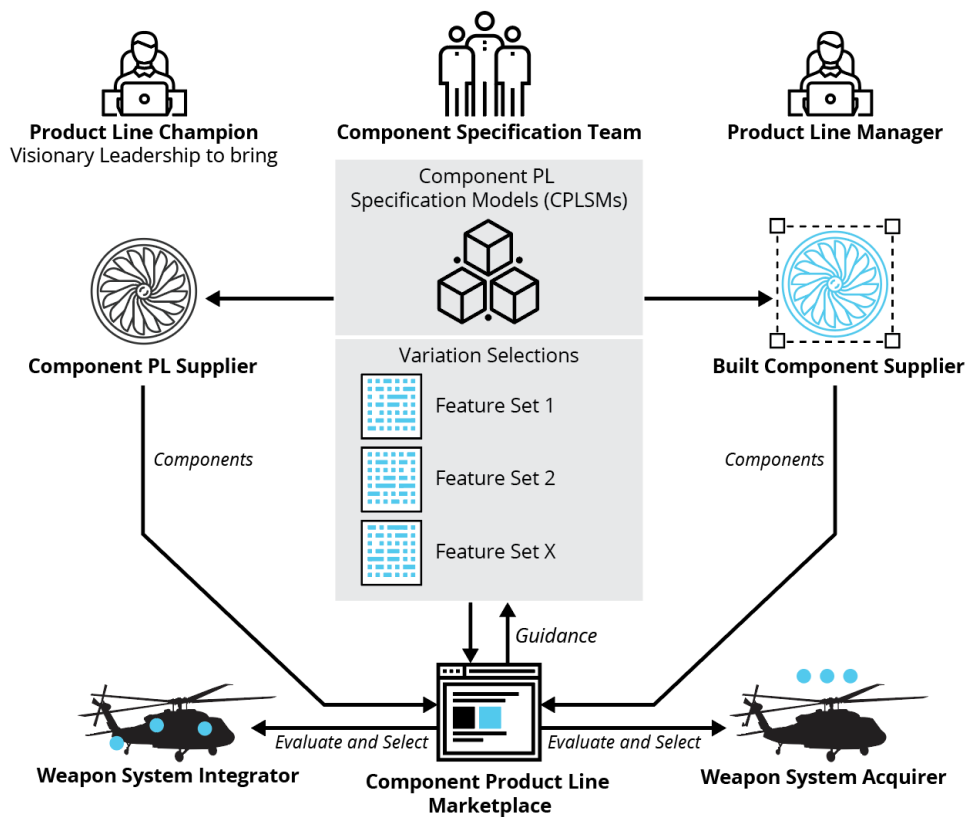 Product Line Champion
Visionary Leadership to bring
Component Specification Team
Product Line Manager
Component PL
Specification Models (CPLSMs)
Component PL Supplier
Built Component Supplier
Variation Selections
Feature Set 1
Feature Set 2
Feature Set X
Components
Components
Guidance
Evaluate and Select
Evaluate and Select
Weapon System Integrator
Component Product Line
Marketplace
Weapon System Acquirer